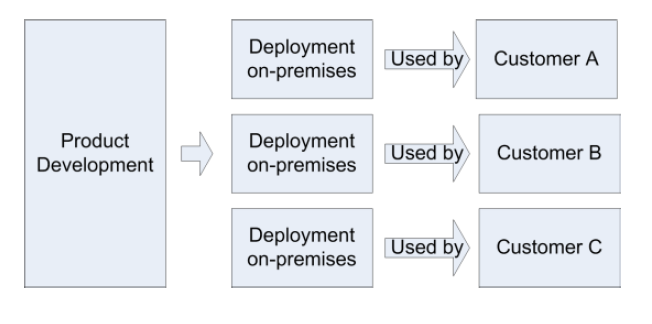 Product
Development
Deployment
on-premises
Used by
Customer A
Deployment
on-premises
Used by
Customer B
Deployment
on-premises
Used by
Customer C